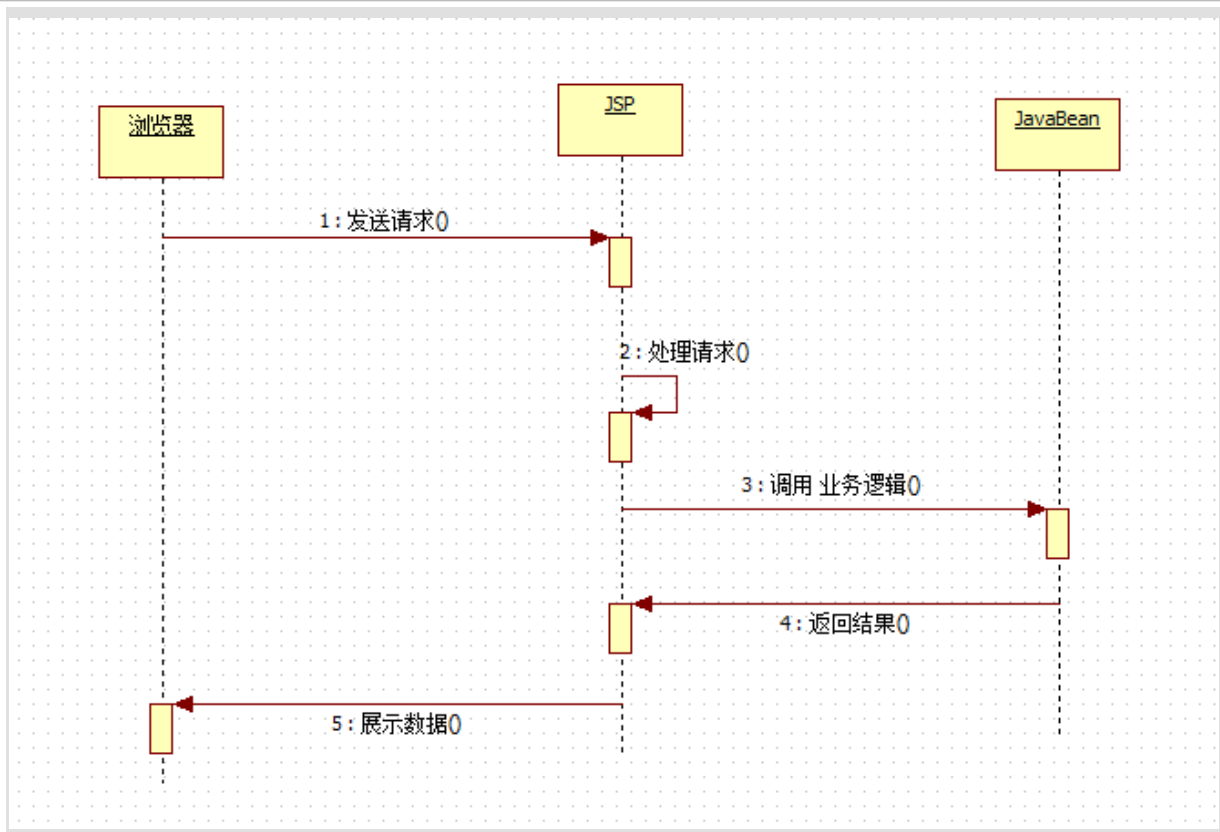 浏览器
JSP
JavaBean
1 : 发送请求()
2 : 处理请求()
3 : 调用 业务逻辑()
4 : 返回结果()
5 : 展示数据()